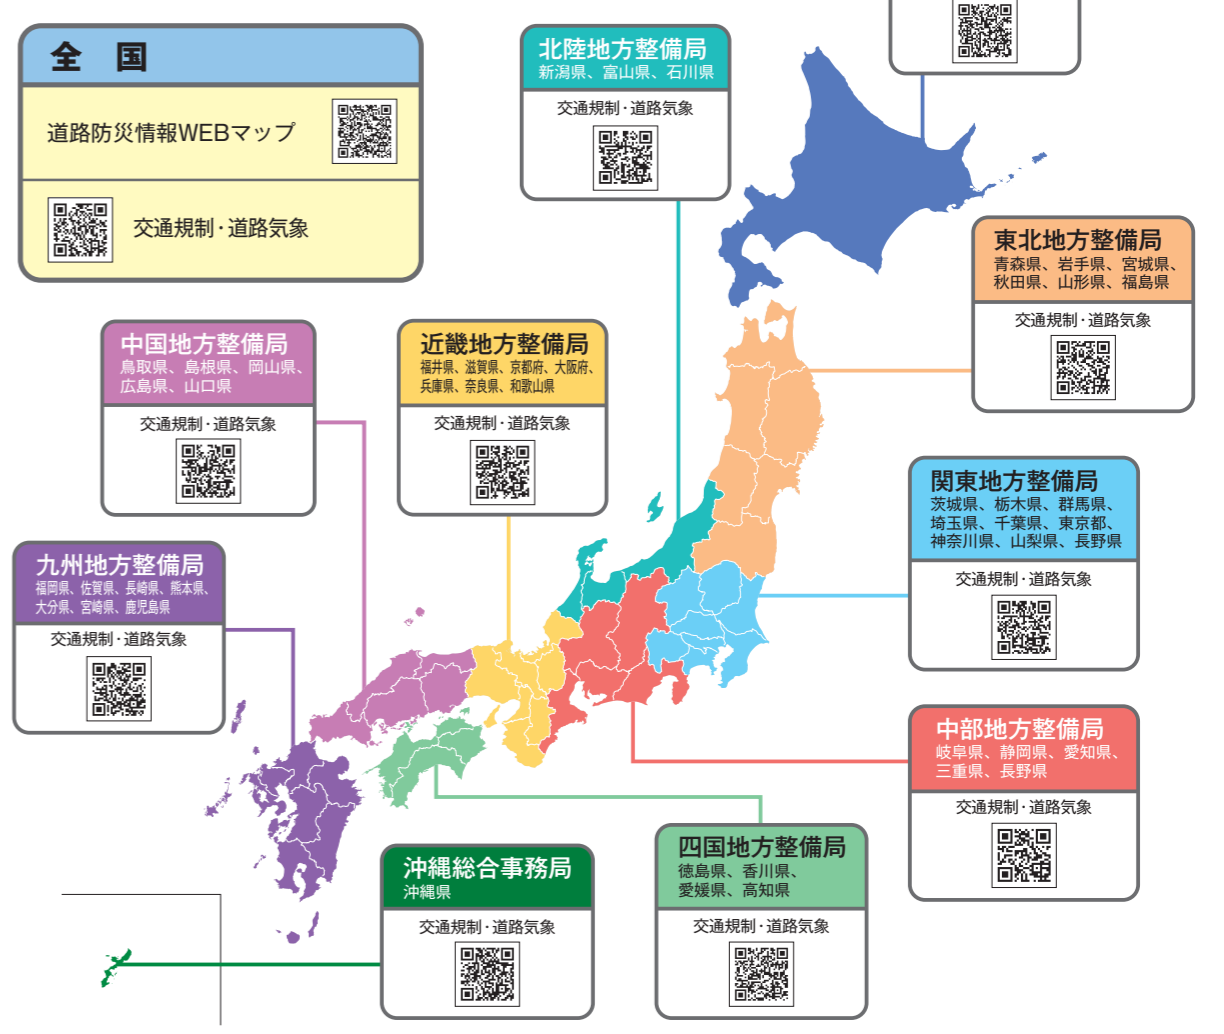 全 国
道路防災情報WEBマップ
交通規制・道路気象
北陸地方整備局
新潟県、富山県、石川県
交通規制・道路気象
東北地方整備局
青森県、岩手県、宮城県、
秋田県、山形県、福島県
交通規制・道路気象
中国地方整備局
鳥取県、島根県、岡山県、
広島県、山口県
交通規制・道路気象
近畿地方整備局
福井県、滋賀県、京都府、大阪府、
兵庫県、奈良県、和歌山県
交通規制・道路気象
関東地方整備局
茨城県、栃木県、群馬県、
埼玉県、千葉県、東京都、
神奈川県、山梨県、長野県
交通規制・道路気象
九州地方整備局
福岡県、佐賀県、長崎県、熊本県、
大分県、宮崎県、鹿児島県
交通規制・道路気象
中部地方整備局
岐阜県、静岡県、愛知県、
三重県、長野県
交通規制・道路気象
四国地方整備局
徳島県、香川県、
愛媛県、高知県
交通規制・道路気象
沖縄総合事務局
沖縄県
交通規制・道路気象